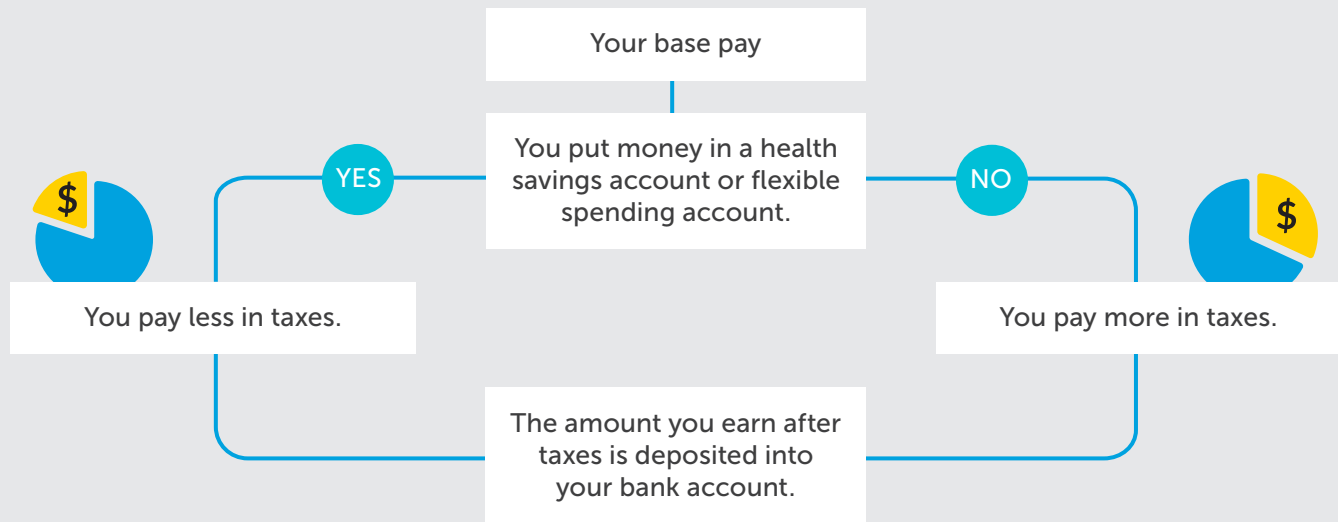 Your base pay
You put money in a health
savings account or flexible
spending account.
YES
NO
$
$
You pay less in taxes.
You pay more in taxes.
The amount you earn after
taxes is deposited into
your bank account.